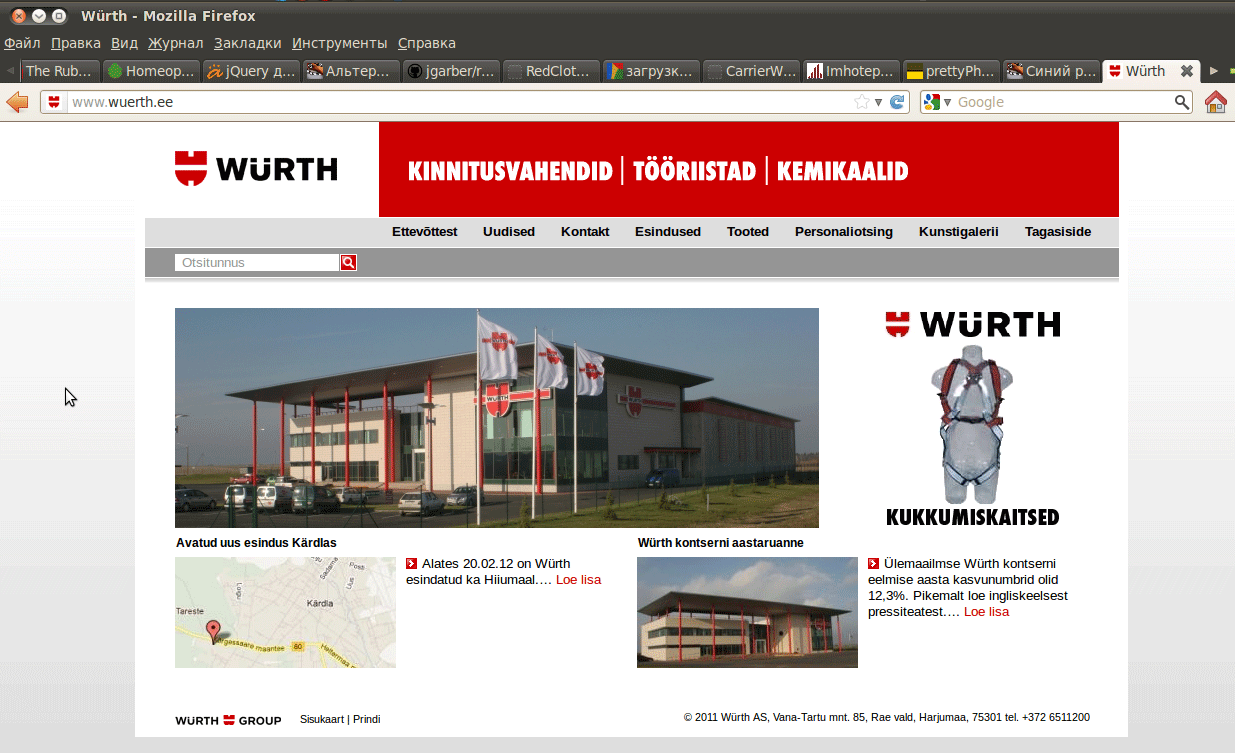 Würth - Mozilla Firefox
Файл Правка Вид Журнал Закладки Инструменты Справка
The Rub... Homeop... jQuery д... Альтер... jgarber/r... RedClot... загрузк... CarrierW... Imhotep... prettyPh... Синий р... Würth
www.wuerth.ee Google
WÜRTH
KINNITUSVAHENDID | TÖÖRIISTAD | KEMIKAALID
Ettevõttest Uudised Kontakt Esindused Tooted Personaliotsing Kunstigalerii Tagasiside
Otsitunnus
WÜRTH
WÜRTH
KUKKUMISKAITSED
Avatud uus esindus Kärdlas
Alates 20.02.12 on Würth
esindatud ka Hiiumaal.... Loe lisa
Tareste
Kärdla
Posti
Uus
60
Würth kontserni aastaruanne
Ülemaailmse Würth kontserni
eelmise aasta kasvunumbrid olid
12,3%. Pikemalt loe ingliskeelsest
pressiteatest.... Loe lisa
WÜRTH GROUP Sisukaart | Prindi
© 2011 Würth AS, Vana-Tartu mnt. 85, Rae vald, Harjumaa, 75301 tel. +372 6511200